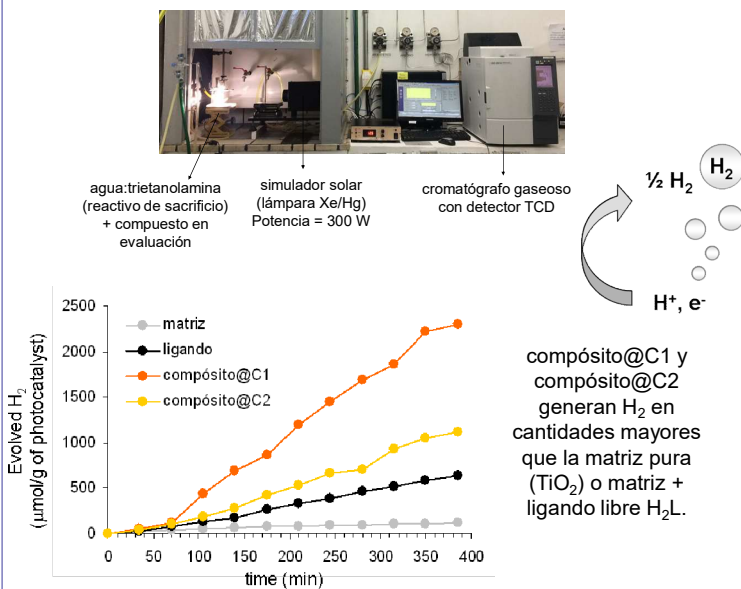 agua:trietanolamina
(reactivo de sacrificio)
+ compuesto en
evaluación
simulador solar
(lámpara Xe/Hg)
Potencia = 300 W
cromatógrafo gaseoso
con detector TCD
½ H₂
H₂
H⁺, e⁻
Evolved H₂
(μmol/g of photocatalyst)
2500
2000
1500
1000
500
0
matriz
ligando
compósito@C1
compósito@C2
0 50 100 150 200 250 300 350 400
time (min)
compósito@C1 y
compósito@C2
generan H₂ en
cantidades mayores
que la matriz pura
(TiO₂) o matriz +
ligando libre H₂L.